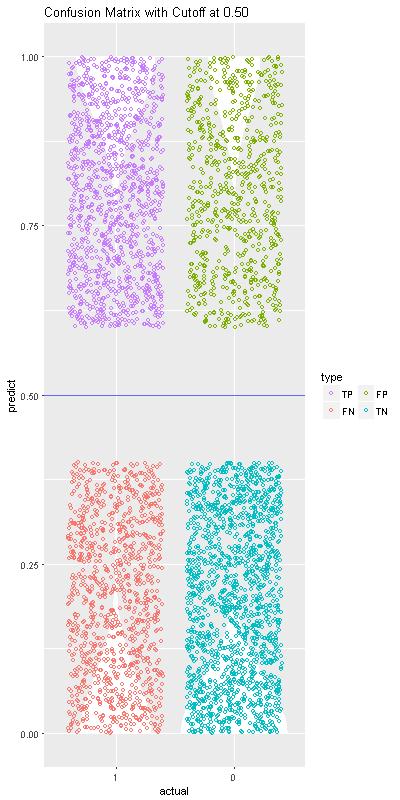 Confusion Matrix with Cutoff at 0.50
1.00
0.75
0.50
0.25
0.00
predict
1 0
actual
type
TP FP
FN TN